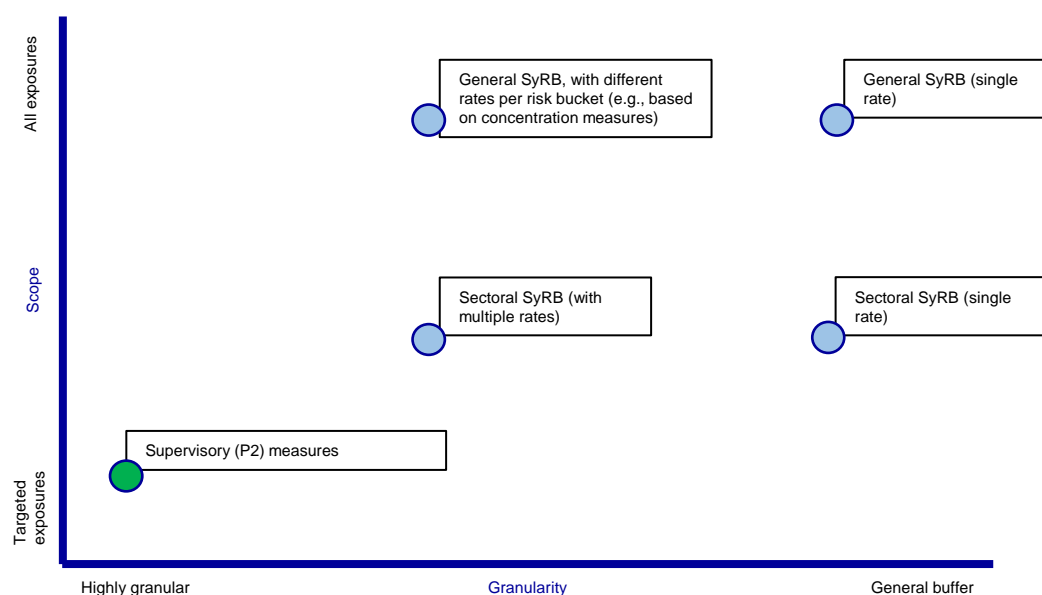 All exposures
General SyRB, with different
rates per risk bucket (e.g., based
on concentration measures)
General SyRB (single
rate)
Scope
Sectoral SyRB (with
multiple rates)
Sectoral SyRB (single
rate)
Supervisory (P2) measures
Targeted
exposures
Highly granular
Granularity
General buffer